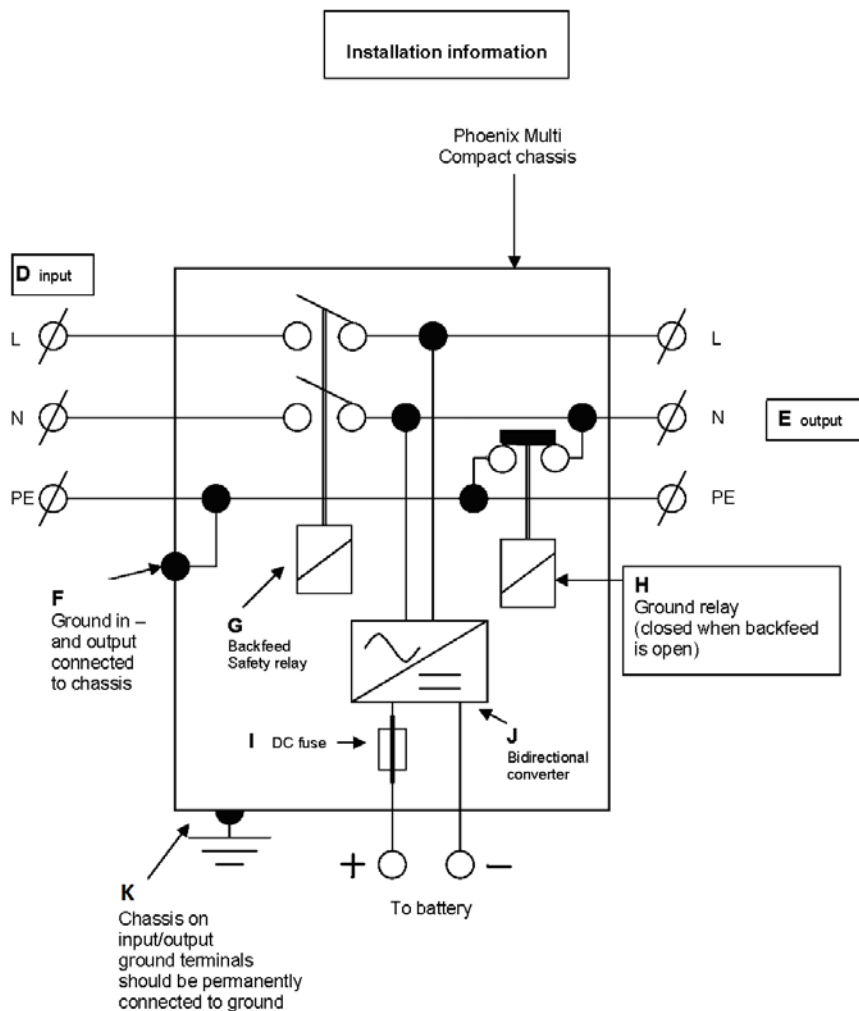 Installation information
Phoenix Multi
Compact chassis
D input
L
L
N
N
E output
PE
PE
F
Ground in –
and output
connected
to chassis
G
Backfeed
Safety relay
H
Ground relay
(closed when backfeed
is open)
I DC fuse
J
Bidirectional
converter
+
–
To battery
K
Chassis on
input/output
ground terminals
should be permanently
connected to ground